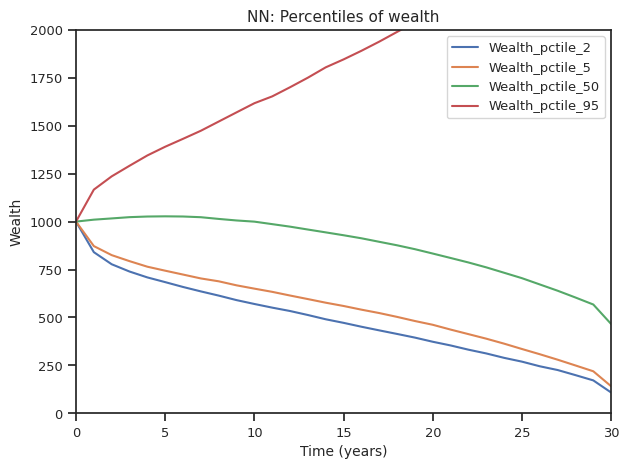 NN: Percentiles of wealth
Wealth_pctile_2
Wealth_pctile_5
Wealth_pctile_50
Wealth_pctile_95
Wealth
2000
1750
1500
1250
1000
750
500
250
0
0 5 10 15 20 25 30
Time (years)